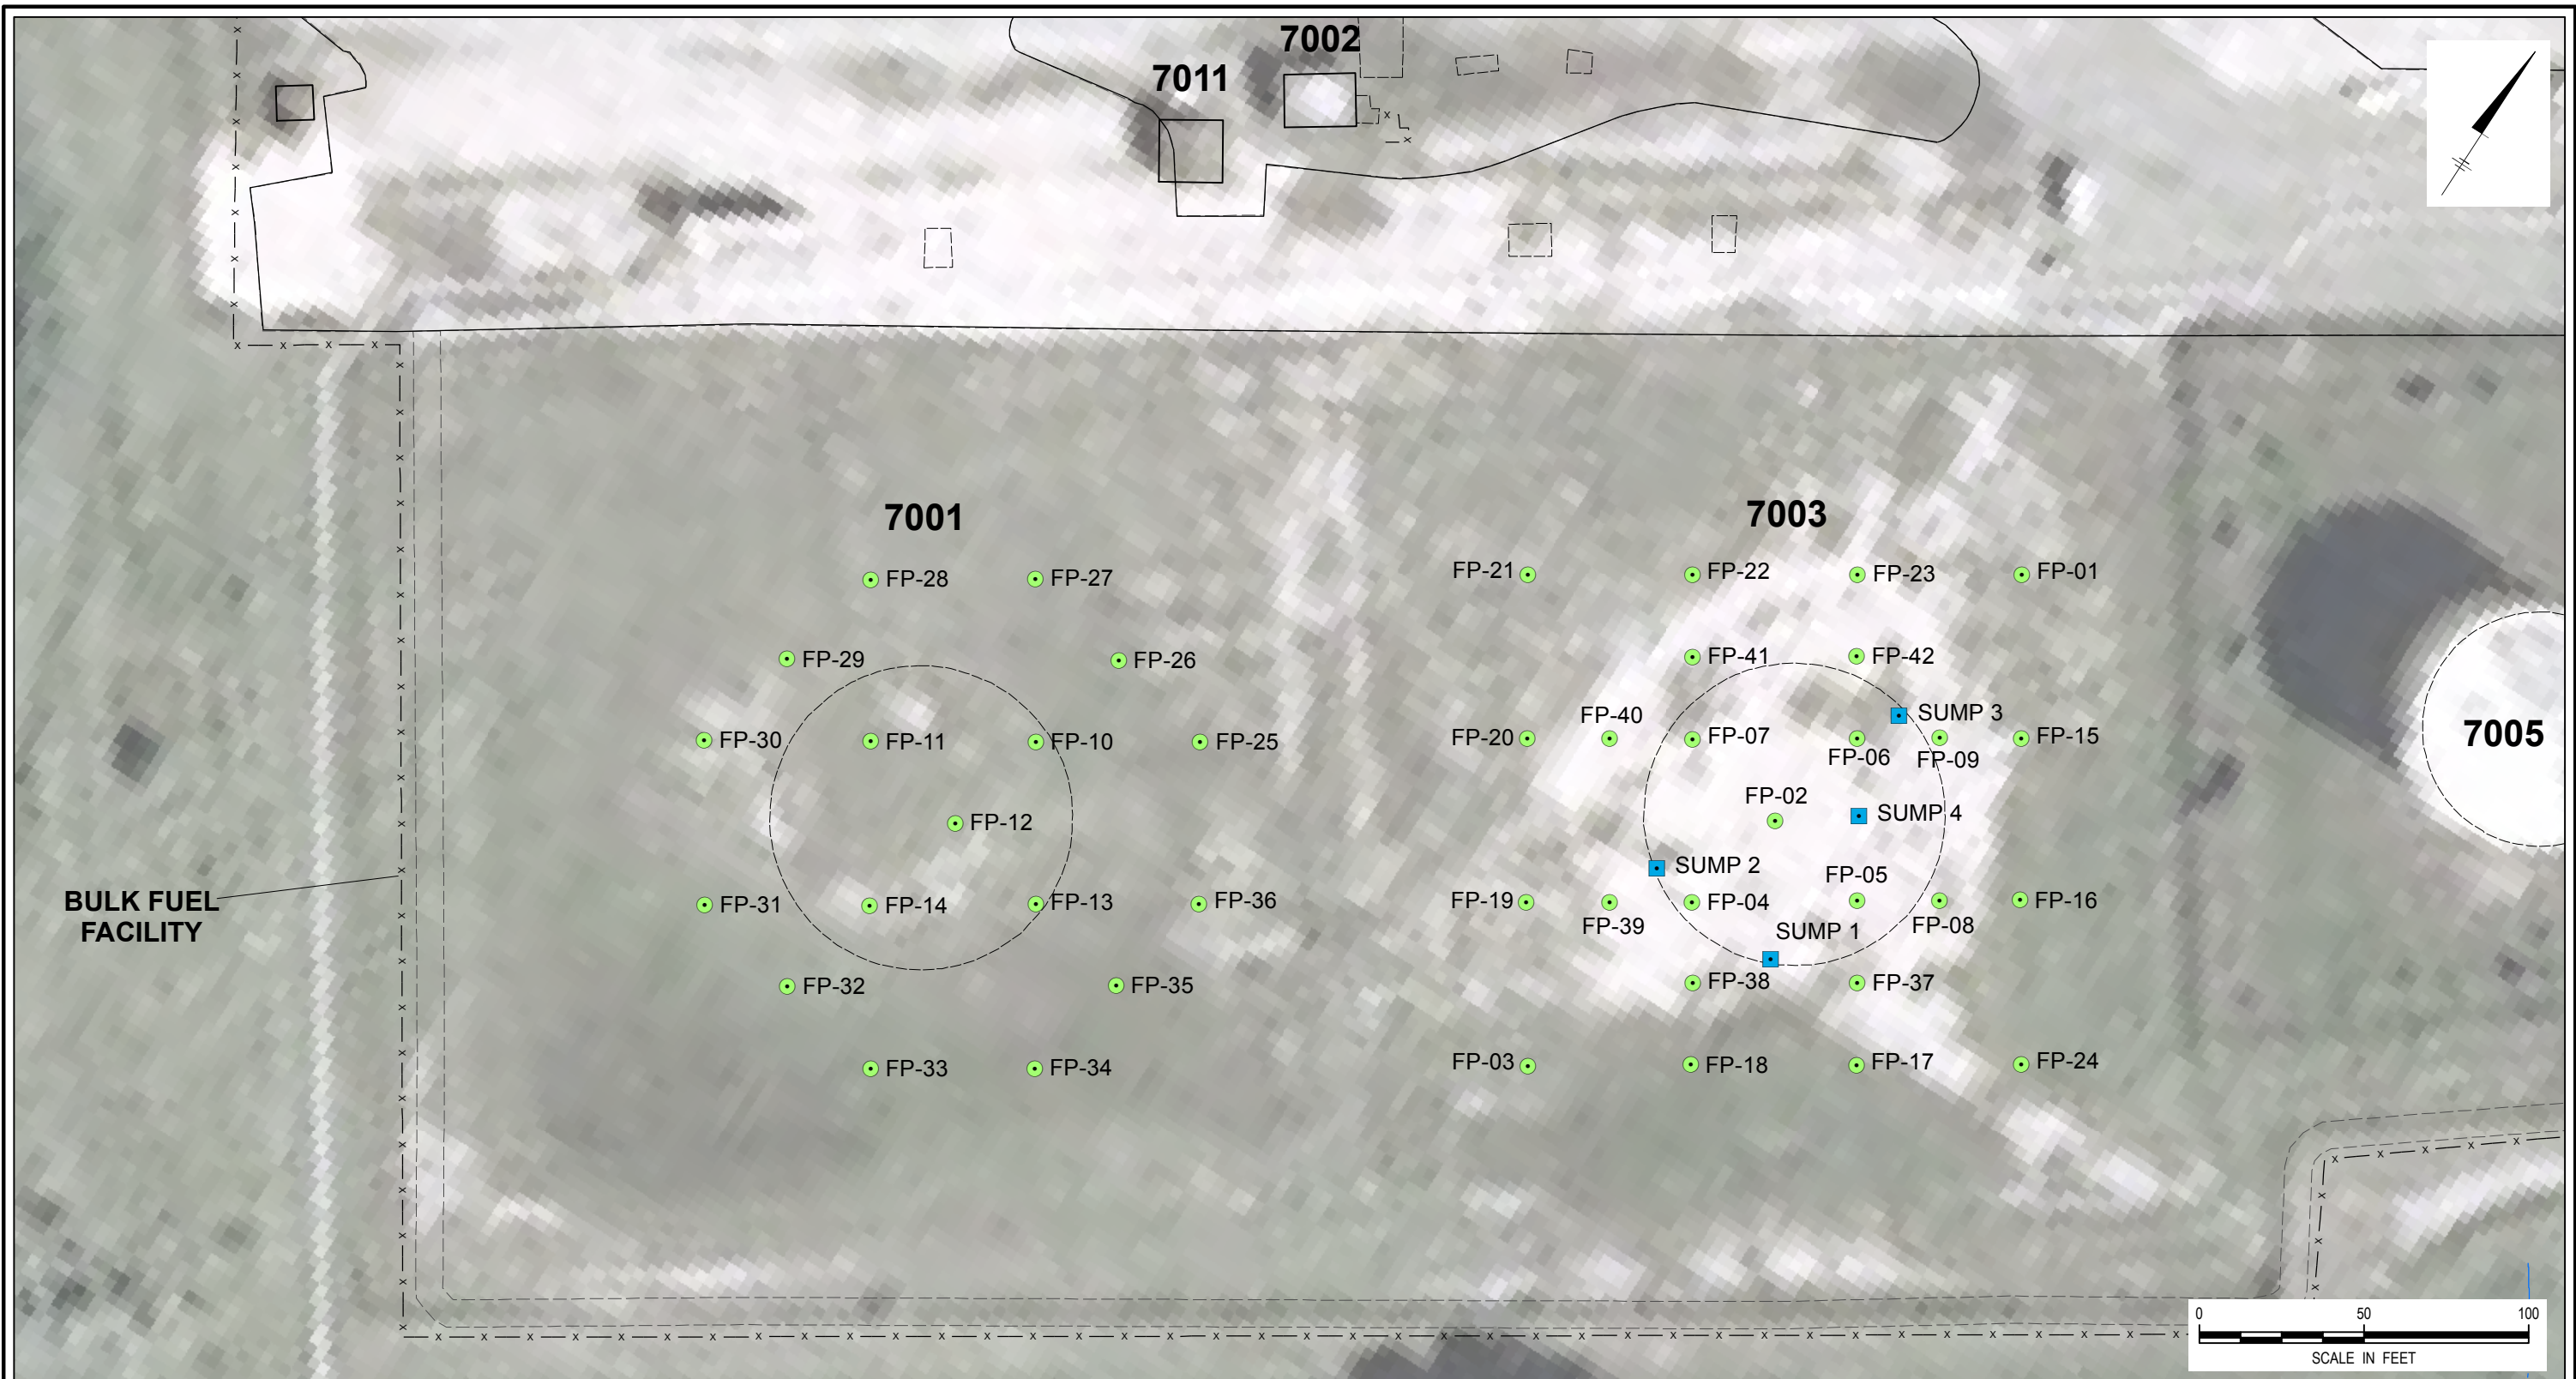 7002
7011
7001
7003
FP-28
FP-27
FP-21
FP-22
FP-23
FP-01
FP-29
FP-26
FP-41
FP-42
FP-30
FP-11
FP-10
FP-25
FP-20
FP-40
FP-07
FP-06
SUMP 3
FP-09
FP-15
7005
FP-12
FP-02
SUMP 4
BULK FUEL
FACILITY
FP-31
FP-14
FP-13
FP-36
FP-19
FP-39
SUMP 2
FP-04
FP-05
SUMP 1
FP-08
FP-16
FP-32
FP-35
FP-38
FP-37
FP-33
FP-34
FP-03
FP-18
FP-17
FP-24
0 50 100
SCALE IN FEET